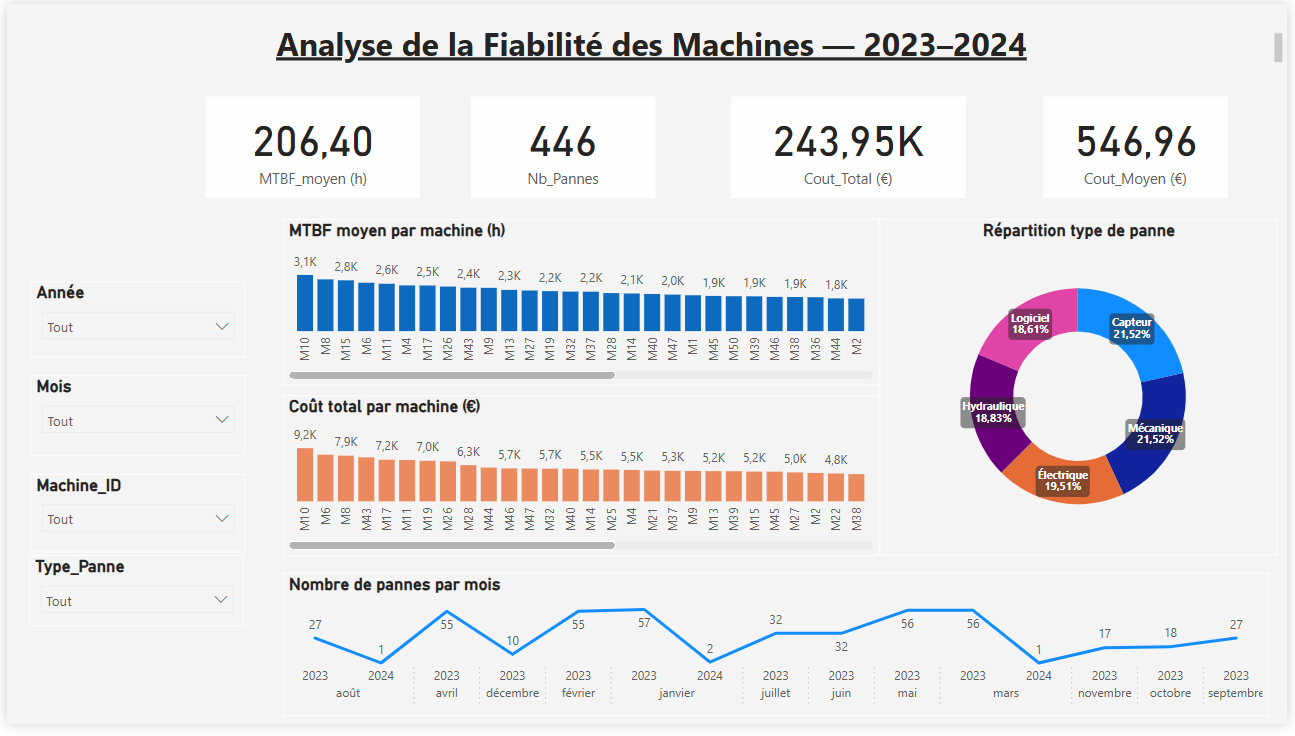 Analyse de la Fiabilité des Machines — 2023–2024
206,40
MTBF_moyen (h)
446
Nb_Pannes
243,95K
Cout_Total (€)
546,96
Cout_Moyen (€)
Année
Tout
Mois
Tout
Machine_ID
Tout
Type_Panne
Tout
MTBF moyen par machine (h)
3,1K 2,8K 2,6K 2,5K 2,4K 2,3K 2,2K 2,2K 2,1K 2,0K 1,9K 1,9K 1,9K 1,8K
M10 M8 M15 M6 M11 M4 M17 M26 M43 M9 M13 M27 M19 M32 M37 M28 M14 M40 M47 M1 M45 M50 M39 M46 M38 M36 M44 M2
Coût total par machine (€)
9,2K 7,9K 7,2K 7,0K 6,3K 5,7K 5,7K 5,5K 5,5K 5,3K 5,2K 5,2K 5,0K 4,8K
M10 M6 M8 M43 M17 M11 M19 M26 M28 M44 M46 M47 M32 M40 M14 M25 M4 M21 M37 M9 M13 M39 M15 M45 M27 M2 M22 M38
Répartition type de panne
Logiciel
18,61%
Capteur
21,52%
Hydraulique
18,83%
Mécanique
21,52%
Électrique
19,51%
Nombre de pannes par mois
27 1 55 10 55 57 2 32 32 56 56 1 17 18 27
2023 2024 2023 2023 2023 2023 2024 2023 2023 2023 2023 2024 2023 2023 2023
août avril décembre février janvier juillet juin mai mars novembre octobre septembre